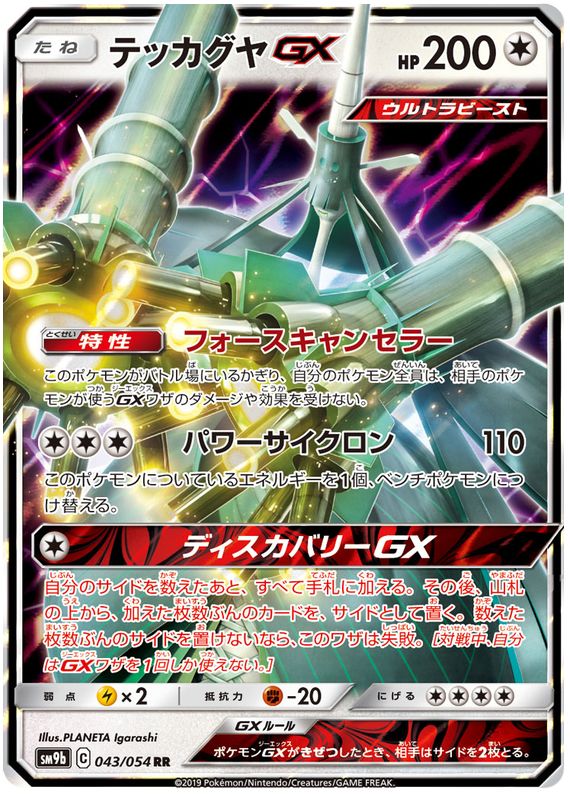 たね テッカグヤGX HP 200
ウルトラビースト
とくせい
特性 フォースキャンセラー
このポケモンがバトル場にいるかぎり、自分のポケモン全員は、相手のポケ
モンが使うGXワザのダメージや効果を受けない。
パワーサイクロン 110
このポケモンについているエネルギーを1個、ベンチポケモンにつ
け替える。
ディスカバリーGX
自分のサイドを数えたあと、すべて手札に加える。その後、山札
の上から、加えた枚数ぶんのカードを、サイドとして置く。数えた
枚数ぶんのサイドを置けないなら、このワザは失敗。[対戦中、自分
はGXワザを1回しか使えない。]
弱点 ×2 抵抗力 -20 にげる
Illus.PLANETA Igarashi
GXルール
ポケモンGXがきぜつしたとき、相手はサイドを2枚とる。
SM9b C 043/054 RR
©2019 Pokémon/Nintendo/Creatures/GAME FREAK.